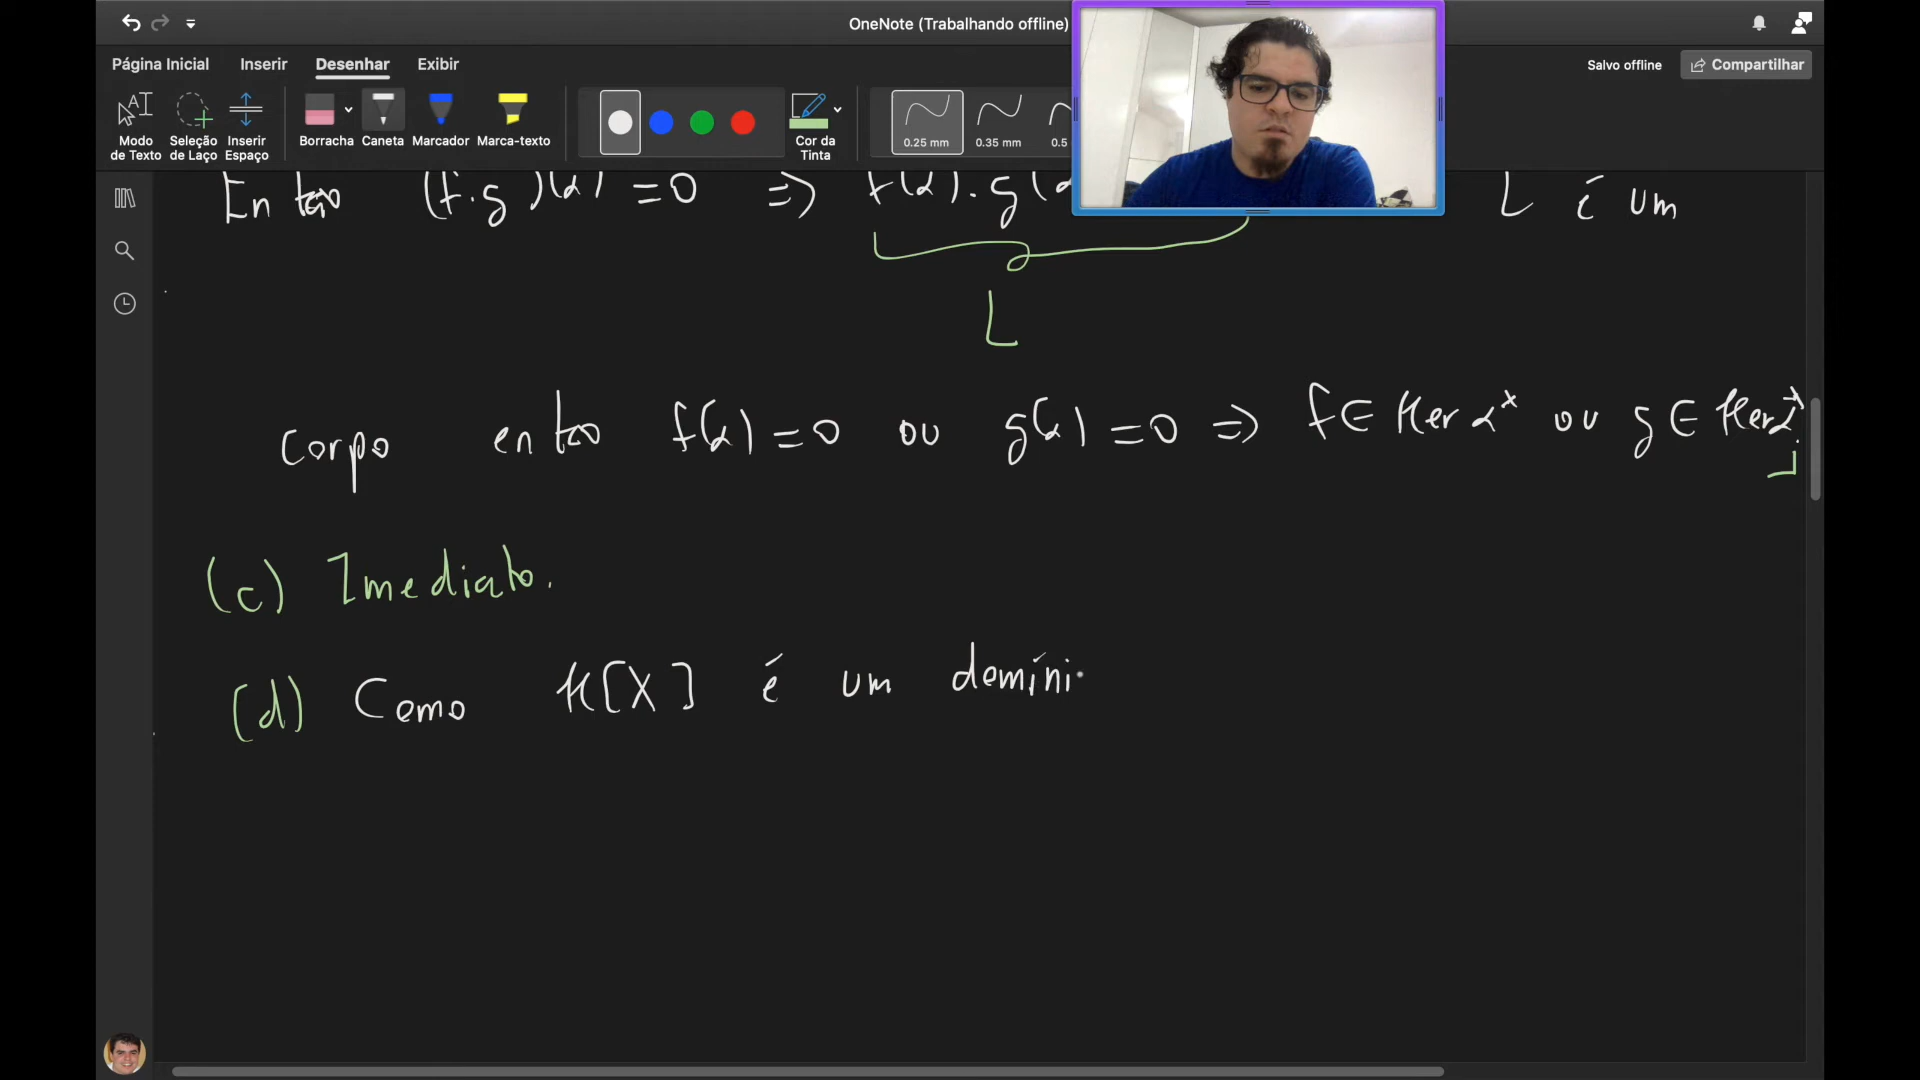 OneNote (Trabalhando offline)
Página Inicial Inserir Desenhar Exibir Salvo offline Compartilhar
Modo de Texto Seleção de Laço Inserir Espaço Borracha Caneta Marcador Marca-texto Cor da Tinta 0.25 mm 0.35 mm 0.5
Então (f.g)(α) = 0 ⇒ f(α).g(α L é um
L
corpo então f(α) = 0 ou g(α) = 0 ⇒ f ∈ Ker α* ou g ∈ Ker α*.
(c) Imediato.
(d) Como K[X] é um domíni